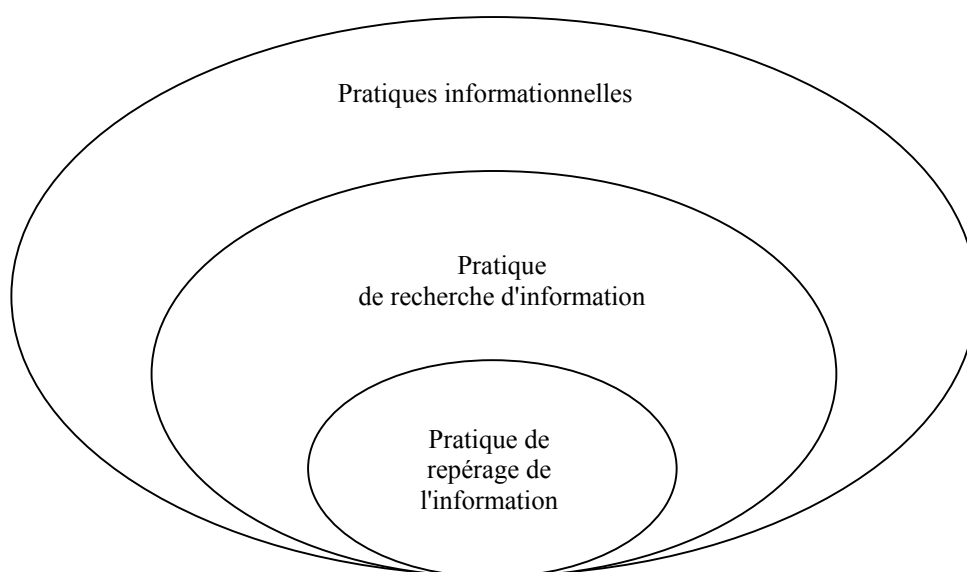 Pratiques informationnelles
Pratique
de recherche d'information
Pratique de
repérage de
l'information